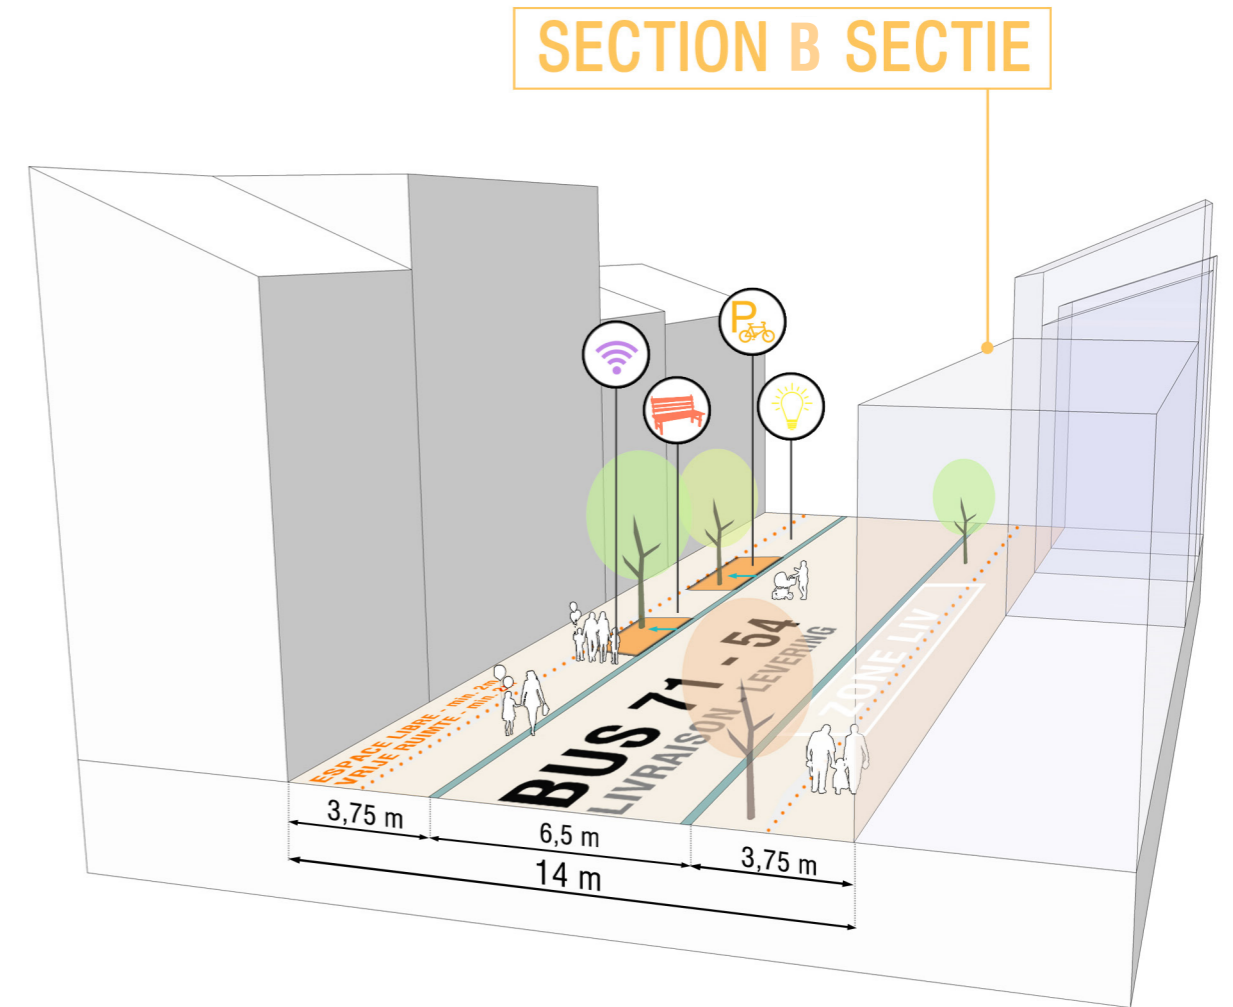 SECTION B SECTIE
P
ESPACE LIBRE - min. 2m
VRIJE RUIMTE - min. 2
BUS 71 - 54
LIVRAISON - LEVERING
ZONE LIV
3,75 m
6,5 m
3,75 m
14 m